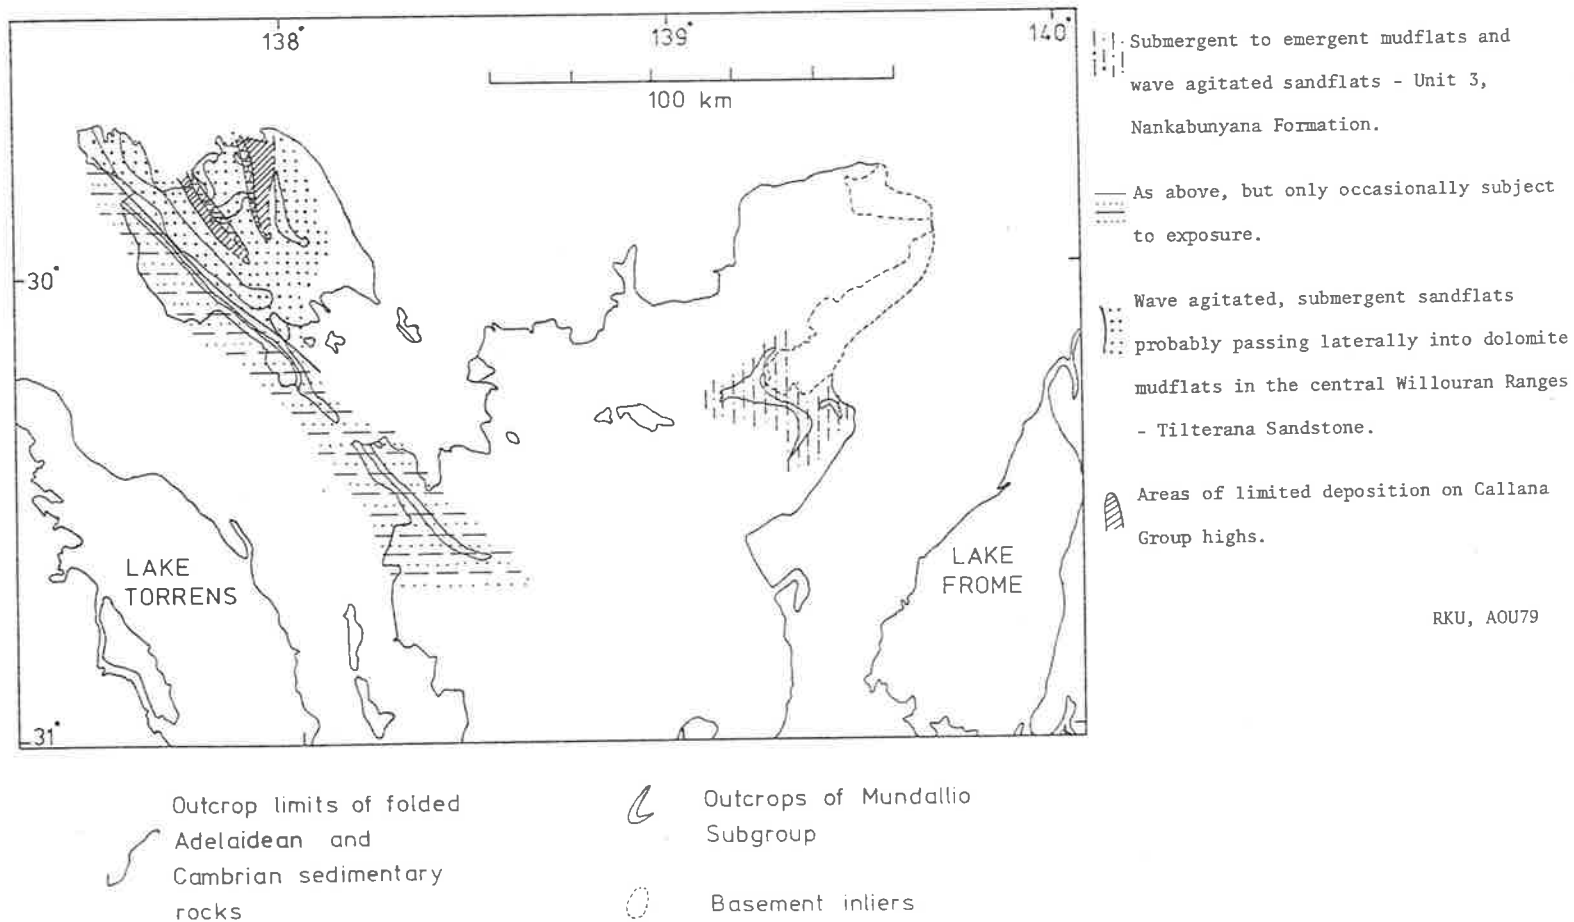 138°
139°
140°
100 km
30°
31°
LAKE
TORRENS
LAKE
FROME
Submergent to emergent mudflats and
wave agitated sandflats - Unit 3,
Nankabunyana Formation.
As above, but only occasionally subject
to exposure.
Wave agitated, submergent sandflats
probably passing laterally into dolomite
mudflats in the central Willouran Ranges
- Tilterana Sandstone.
Areas of limited deposition on Callana
Group highs.
RKU, AOU79
Outcrop limits of folded
Adelaidean and
Cambrian sedimentary
rocks
Outcrops of Mundallio
Subgroup
Basement inliers